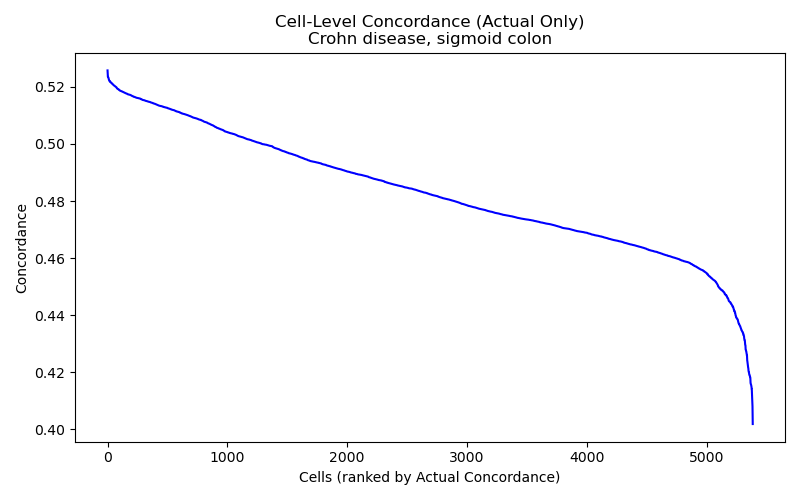 Cell-Level Concordance (Actual Only)
Crohn disease, sigmoid colon
Concordance
0.52
0.50
0.48
0.46
0.44
0.42
0.40
0 1000 2000 3000 4000 5000
Cells (ranked by Actual Concordance)